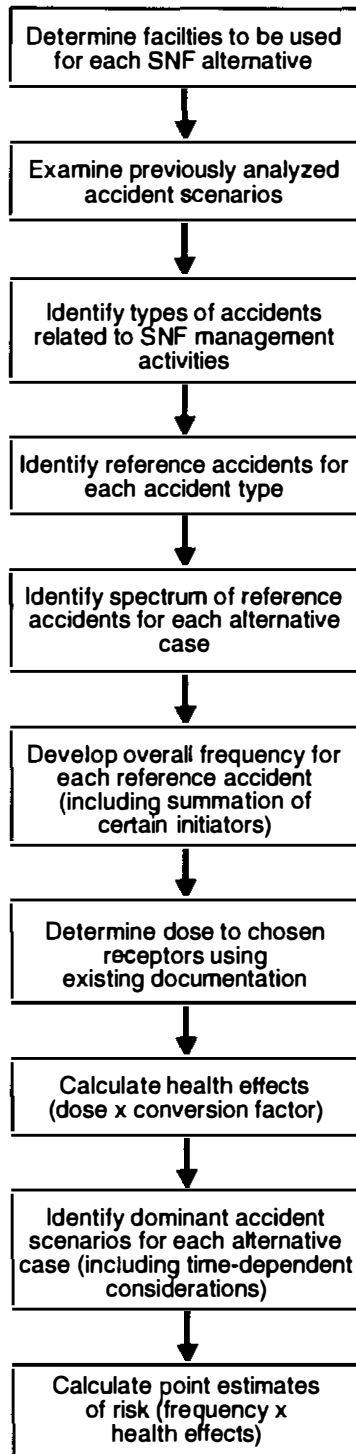 Determine facilties to be used
for each SNF alternative
Examine previously analyzed
accident scenarios
Identify types of accidents
related to SNF management
activities
Identify reference accidents for
each accident type
Identify spectrum of reference
accidents for each alternative
case
Develop overall frequency for
each reference accident
(including summation of
certain initiators)
Determine dose to chosen
receptors using
existing documentation
Calculate health effects
(dose x conversion factor)
Identify dominant accident
scenarios for each alternative
case (including time-dependent
considerations)
Calculate point estimates
of risk (frequency x
health effects)